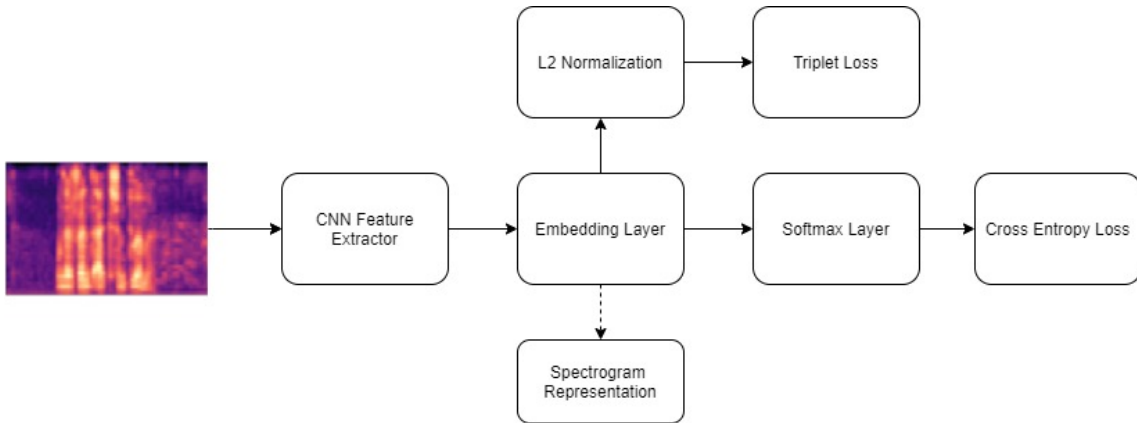 L2 Normalization
Triplet Loss
CNN Feature
Extractor
Embedding Layer
Softmax Layer
Cross Entropy Loss
Spectrogram
Representation